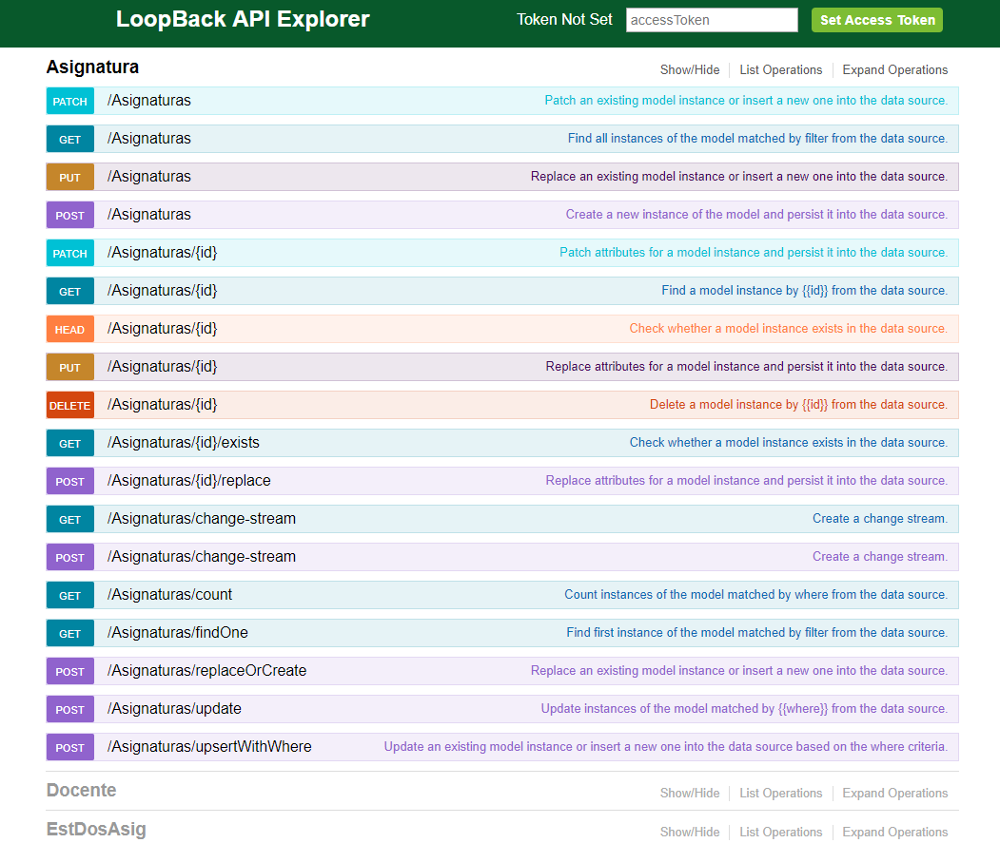 LoopBack API Explorer Token Not Set accessToken Set Access Token
Asignatura Show/Hide List Operations Expand Operations
PATCH /Asignaturas Patch an existing model instance or insert a new one into the data source.
GET /Asignaturas Find all instances of the model matched by filter from the data source.
PUT /Asignaturas Replace an existing model instance or insert a new one into the data source.
POST /Asignaturas Create a new instance of the model and persist it into the data source.
PATCH /Asignaturas/{id} Patch attributes for a model instance and persist it into the data source.
GET /Asignaturas/{id} Find a model instance by {{id}} from the data source.
HEAD /Asignaturas/{id} Check whether a model instance exists in the data source.
PUT /Asignaturas/{id} Replace attributes for a model instance and persist it into the data source.
DELETE /Asignaturas/{id} Delete a model instance by {{id}} from the data source.
GET /Asignaturas/{id}/exists Check whether a model instance exists in the data source.
POST /Asignaturas/{id}/replace Replace attributes for a model instance and persist it into the data source.
GET /Asignaturas/change-stream Create a change stream.
POST /Asignaturas/change-stream Create a change stream.
GET /Asignaturas/count Count instances of the model matched by where from the data source.
GET /Asignaturas/findOne Find first instance of the model matched by filter from the data source.
POST /Asignaturas/replaceOrCreate Replace an existing model instance or insert a new one into the data source.
POST /Asignaturas/update Update instances of the model matched by {{where}} from the data source.
POST /Asignaturas/upsertWithWhere Update an existing model instance or insert a new one into the data source based on the where criteria.
Docente Show/Hide List Operations Expand Operations
EstDosAsig Show/Hide List Operations Expand Operations